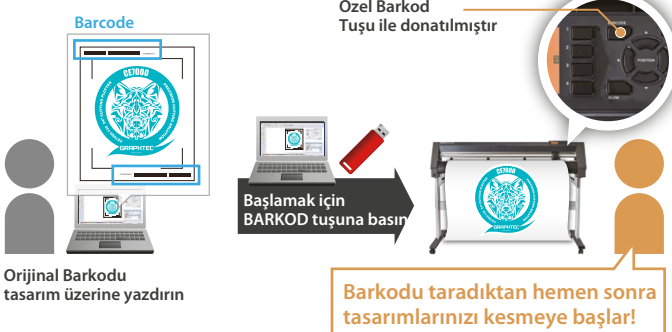 Özel Barkod
Tuşu ile donatılmıştır
Barcode
CE7000
GRAPHTEC
POSITION
Başlamak için
BARKOD tuşuna basın
CE7000
GRAPHTEC
Orijinal Barkodu
tasarım üzerine yazdırın
Barkodu taradıktan hemen sonra
tasarımlarınızı kesmeye başlar!